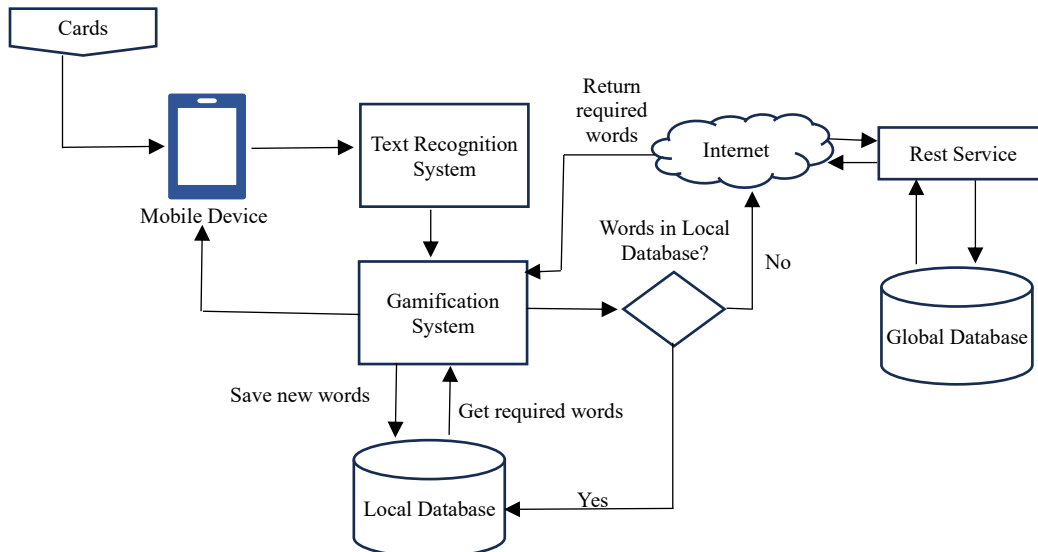 Cards
Return
required
words
Text Recognition
System
Internet
Rest Service
Mobile Device
Words in Local
Database?
No
Gamification
System
Global Database
Save new words
Get required words
Yes
Local Database